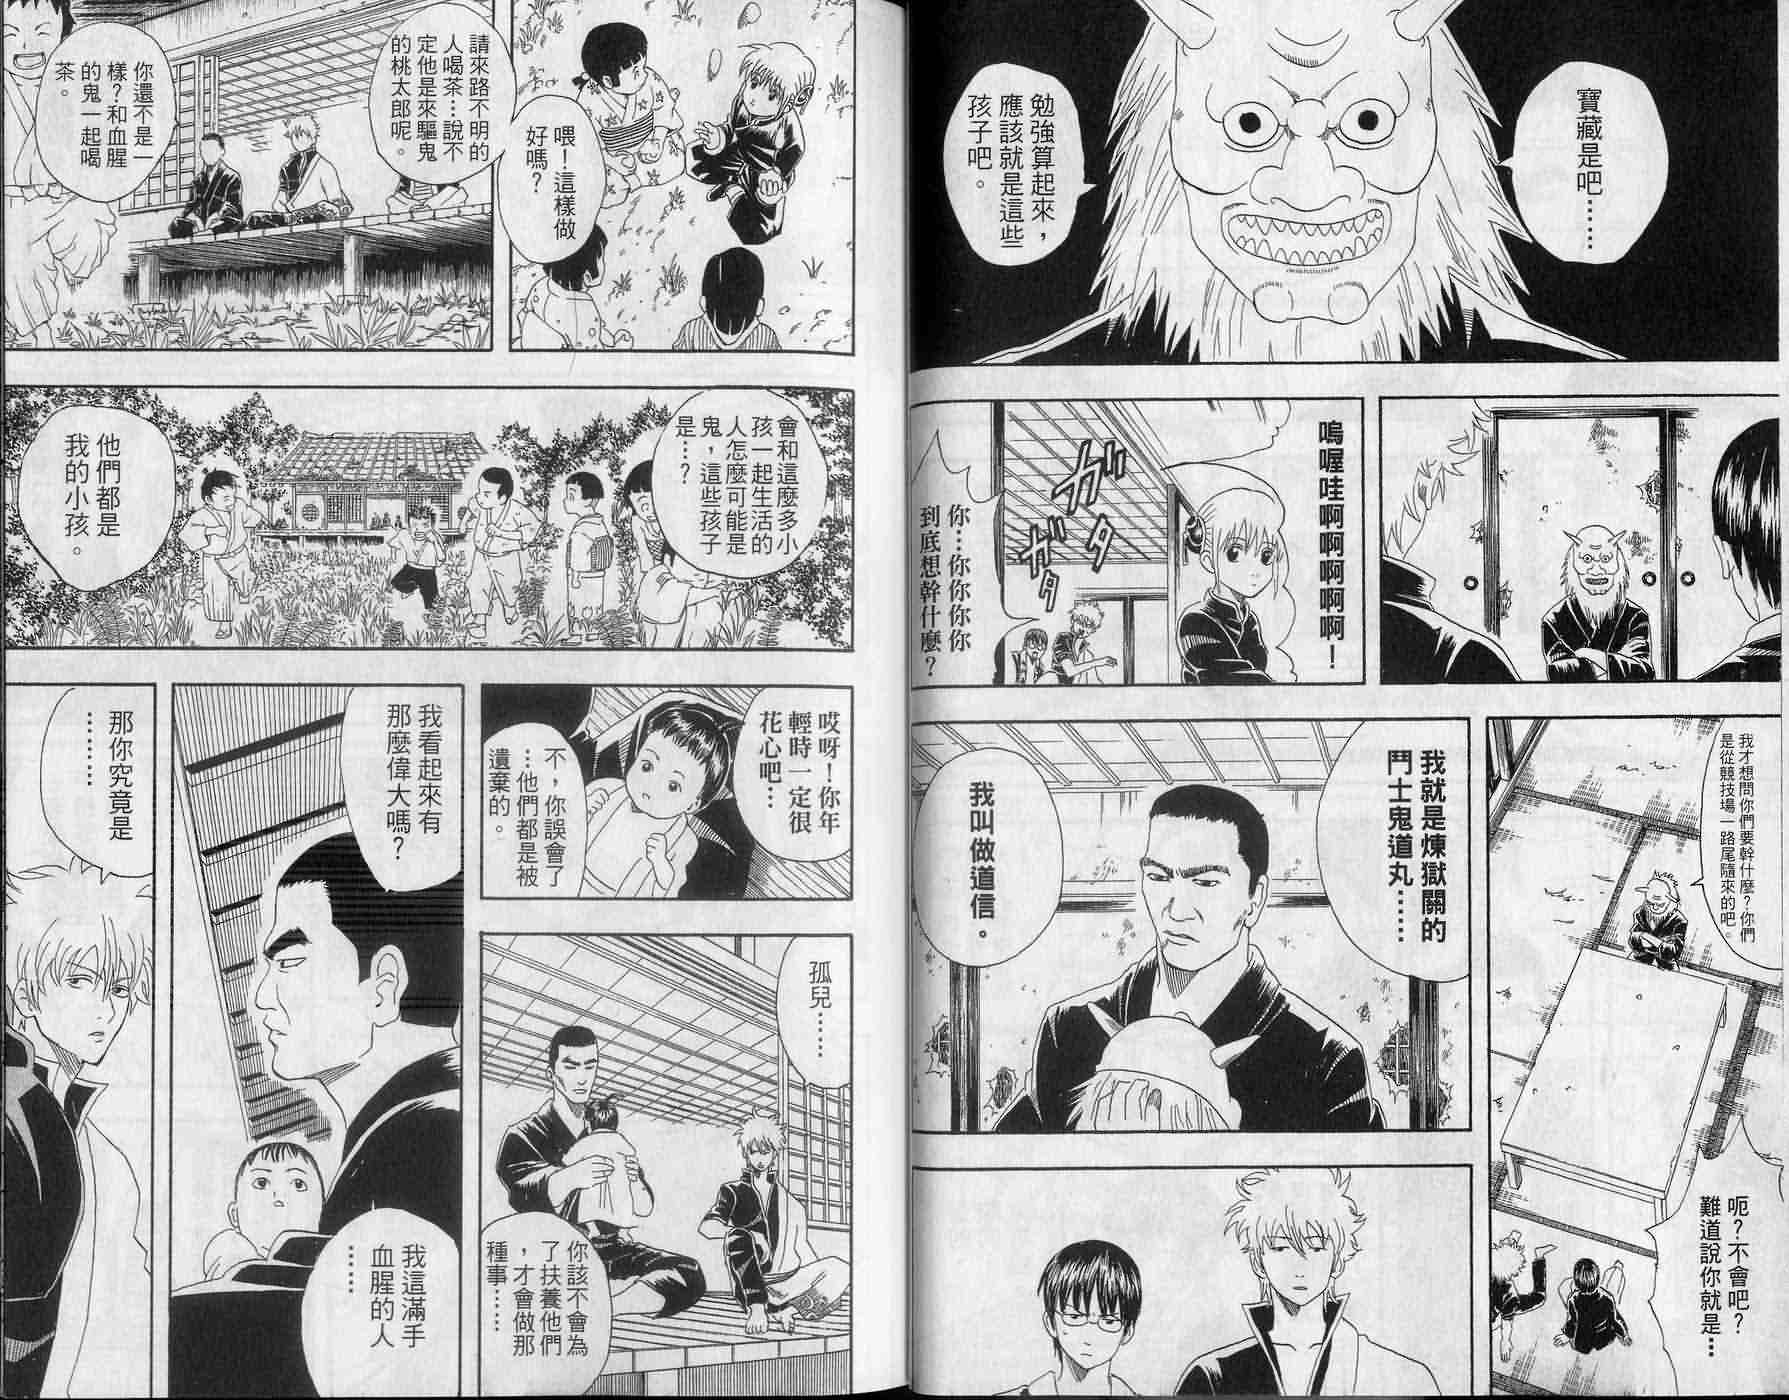 寶藏是吧……
勉強算起來，
應該就是這些
孩子吧。
嗚喔哇啊啊啊啊啊！
ガガ
タタ
你…你你你你
到底想幹什麼？
我才想問你們要幹什麼？你們
是從競技場一路尾隨來的吧。
呃？不會吧？
難道說你就是…
我就是煉獄關的
鬥士鬼道丸……
我叫做道信。
喂！這樣做
好嗎？
請來路不明的
人喝茶…說不
定他是來驅鬼
的桃太郎呢。
你還不是一
樣？和血腥
的鬼一起喝
茶。
會和這麼多小
孩一起生活的
人怎麼可能是
鬼，這些孩子
是…？
他們都是
我的小孩。
哎呀！你年
輕時一定很
花心吧…
不，你誤會了
…他們都是被
遺棄的。
孤兒……
你該不會為
了扶養他們
，才會做那
種事……
我看起來有
那麼偉大嗎？
我這滿手
血腥的人
……
那你究竟是
………